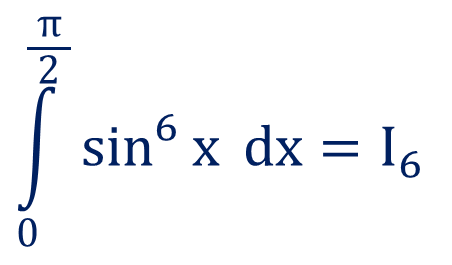 ∫₀^(π/2) sin⁶ x dx = I₆